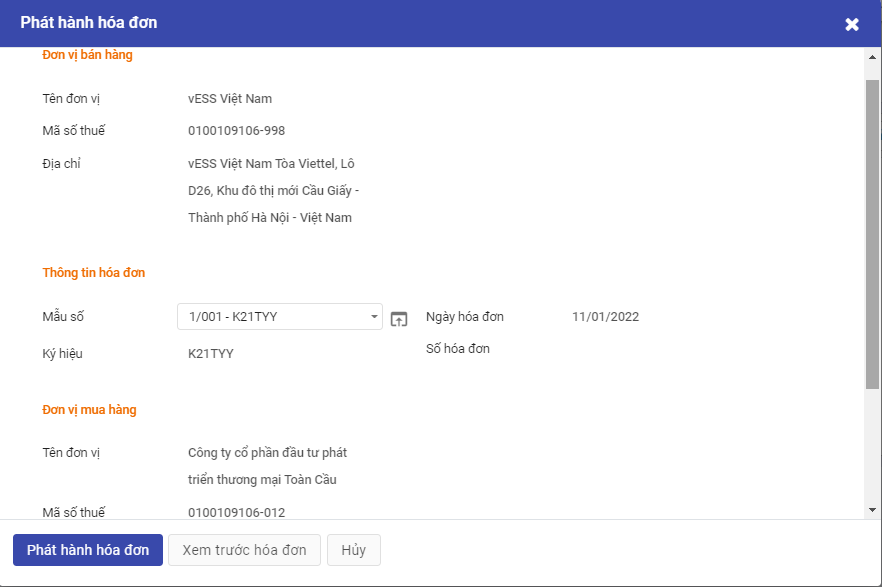 Phát hành hóa đơn
Đơn vị bán hàng
Tên đơn vị vESS Việt Nam
Mã số thuế 0100109106-998
Địa chỉ vESS Việt Nam Tòa Viettel, Lô
D26, Khu đô thị mới Cầu Giấy -
Thành phố Hà Nội - Việt Nam
Thông tin hóa đơn
Mẫu số 1/001 - K21TYY Ngày hóa đơn 11/01/2022
Ký hiệu K21TYY Số hóa đơn
Đơn vị mua hàng
Tên đơn vị Công ty cổ phần đầu tư phát
triển thương mại Toàn Cầu
Mã số thuế 0100109106-012
Phát hành hóa đơn Xem trước hóa đơn Hủy